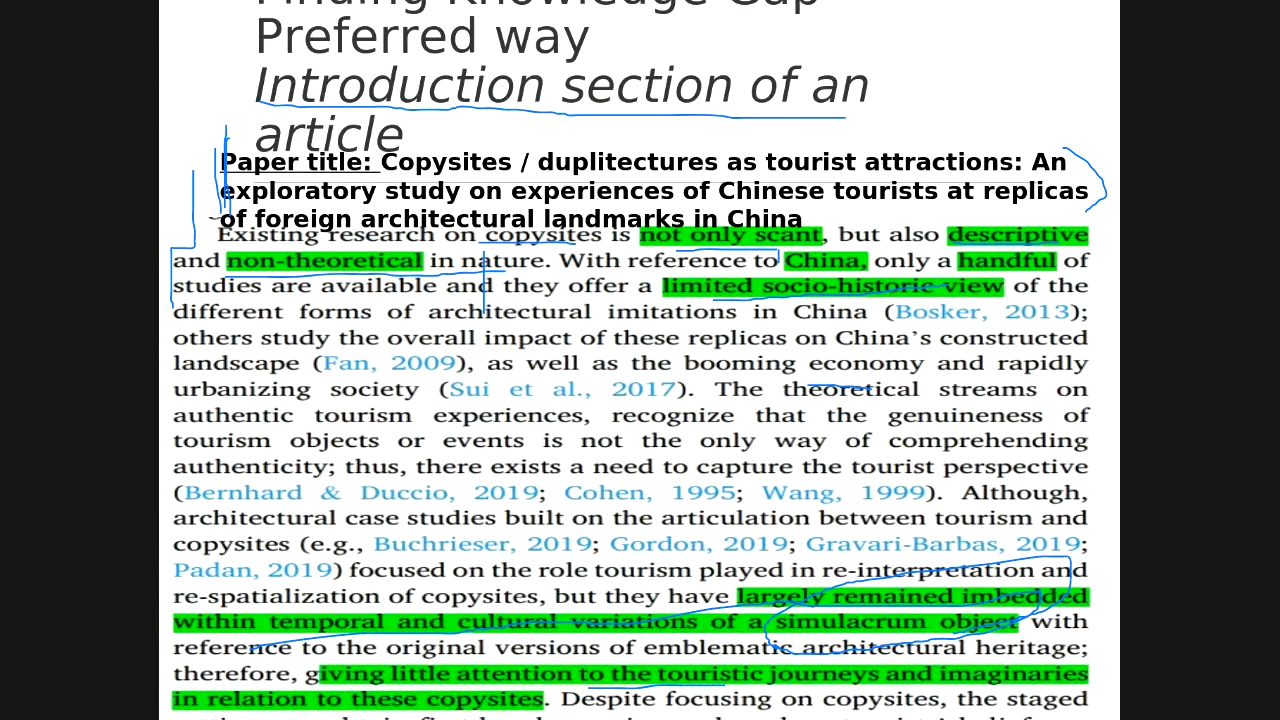 Finding Knowledge Gap
Preferred way
Introduction section of an
article
Paper title: Copysites / duplitectures as tourist attractions: An
exploratory study on experiences of Chinese tourists at replicas
of foreign architectural landmarks in China
Existing research on copysites is not only scant, but also descriptive
and non-theoretical in nature. With reference to China, only a handful of
studies are available and they offer a limited socio-historic view of the
different forms of architectural imitations in China (Bosker, 2013);
others study the overall impact of these replicas on China's constructed
landscape (Fan, 2009), as well as the booming economy and rapidly
urbanizing society (Sui et al., 2017). The theoretical streams on
authentic tourism experiences, recognize that the genuineness of
tourism objects or events is not the only way of comprehending
authenticity; thus, there exists a need to capture the tourist perspective
(Bernhard & Duccio, 2019; Cohen, 1995; Wang, 1999). Although,
architectural case studies built on the articulation between tourism and
copysites (e.g., Buchrieser, 2019; Gordon, 2019; Gravari-Barbas, 2019;
Padan, 2019) focused on the role tourism played in re-interpretation and
re-spatialization of copysites, but they have largely remained imbedded
within temporal and cultural variations of a simulacrum object with
reference to the original versions of emblematic architectural heritage;
therefore, giving little attention to the touristic journeys and imaginaries
in relation to these copysites. Despite focusing on copysites, the staged